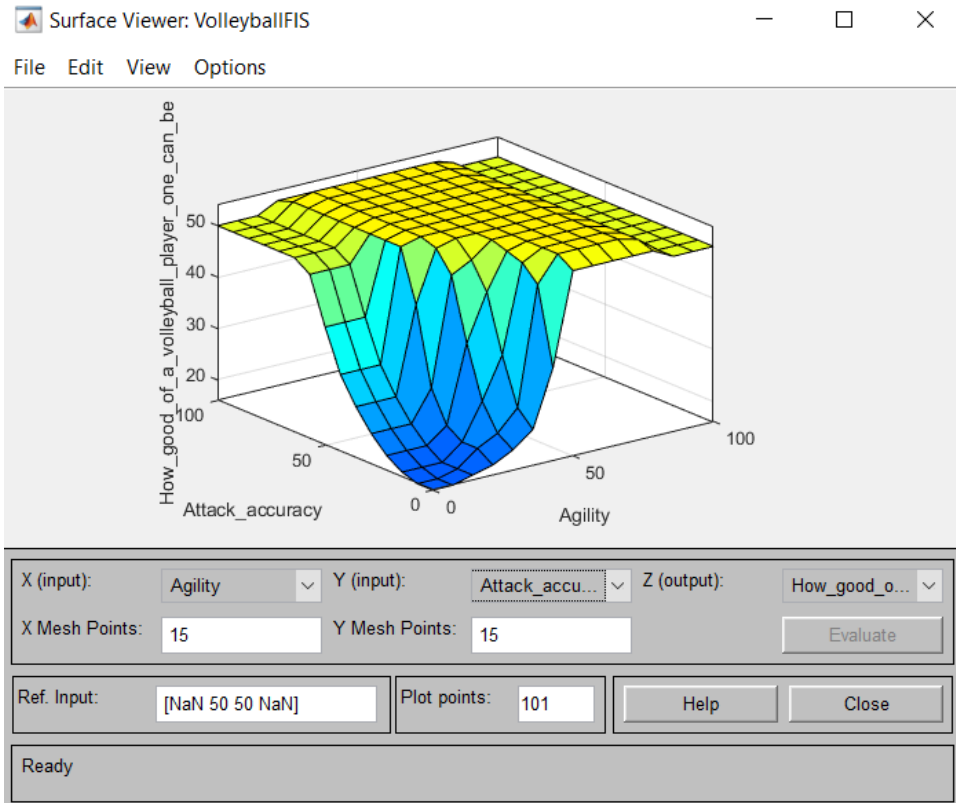 Surface Viewer: VolleyballFIS
File Edit View Options
How_good_of_a_volleyball_player_one_can_be
50
40
30
20
100
50
0
Attack_accuracy
0
50
100
Agility
X (input): Agility Y (input): Attack_accu... Z (output): How_good_o...
X Mesh Points: 15 Y Mesh Points: 15 Evaluate
Ref. Input: [NaN 50 50 NaN] Plot points: 101 Help Close
Ready